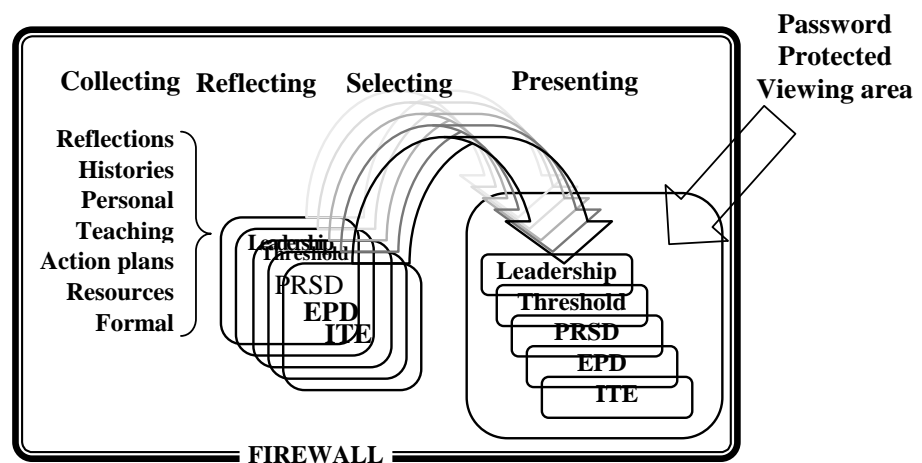 Password
Protected
Viewing area
Collecting Reflecting Selecting Presenting
Reflections
Histories
Personal
Teaching
Action plans
Resources
Formal
Leadership
Threshold
PRSD
EPD
ITE
Leadership
Threshold
PRSD
EPD
ITE
FIREWALL